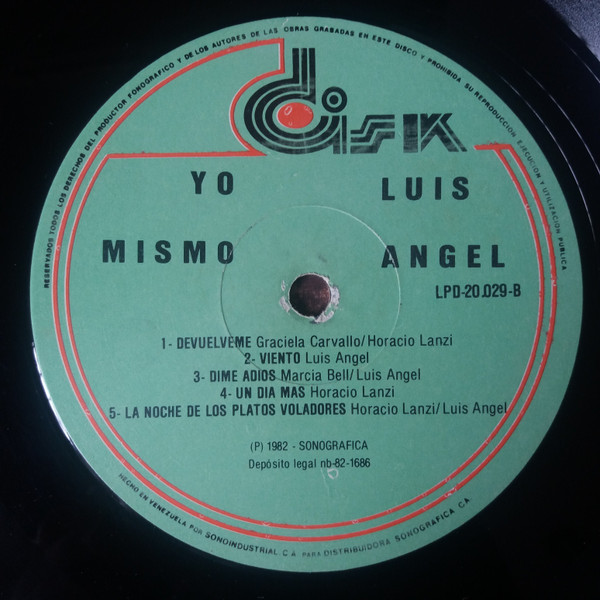 RESERVADOS TODOS LOS DERECHOS DEL PRODUCTOR FONOGRAFICO Y DE LOS AUTORES DE LAS OBRAS GRABADAS EN ESTE DISCO Y PROHIBIDA SU REPRODUCCION, EJECUCION Y UTILIZACION PUBLICA
disk
YO LUIS
MISMO ANGEL
LPD-20.029-B
1- DEVUELVEME Graciela Carvallo/Horacio Lanzi
2- VIENTO Luis Angel
3- DIME ADIOS Marcia Bell/Luis Angel
4- UN DIA MAS Horacio Lanzi
5- LA NOCHE DE LOS PLATOS VOLADORES Horacio Lanzi/Luis Angel
(P) 1982 - SONOGRAFICA
Depósito legal nb-82-1686
HECHO EN VENEZUELA POR SONOINDUSTRIAL C.A. PARA DISTRIBUIDORA SONOGRAFICA CA.